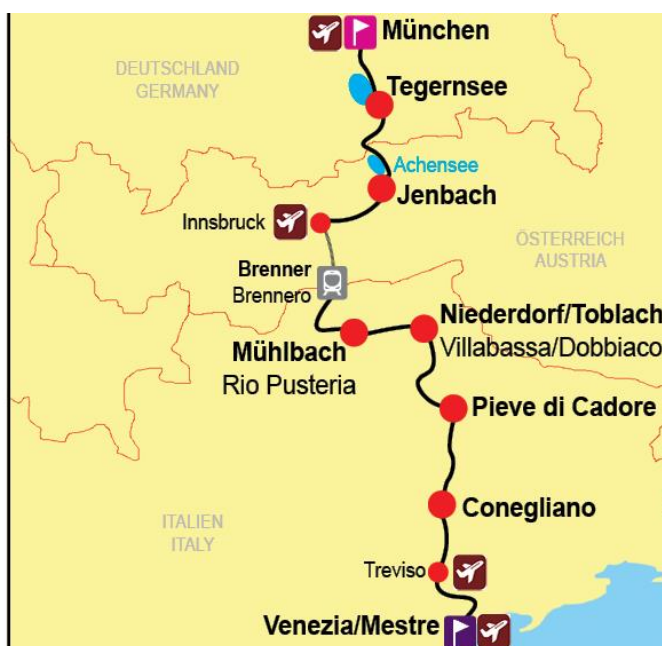 München
DEUTSCHLAND
GERMANY
Tegernsee
Achensee
Jenbach
Innsbruck
ÖSTERREICH
AUSTRIA
Brenner
Brennero
Niederdorf/Toblach
Villabassa/Dobbiaco
Mühlbach
Rio Pusteria
Pieve di Cadore
Conegliano
ITALIEN
ITALY
Treviso
Venezia/Mestre